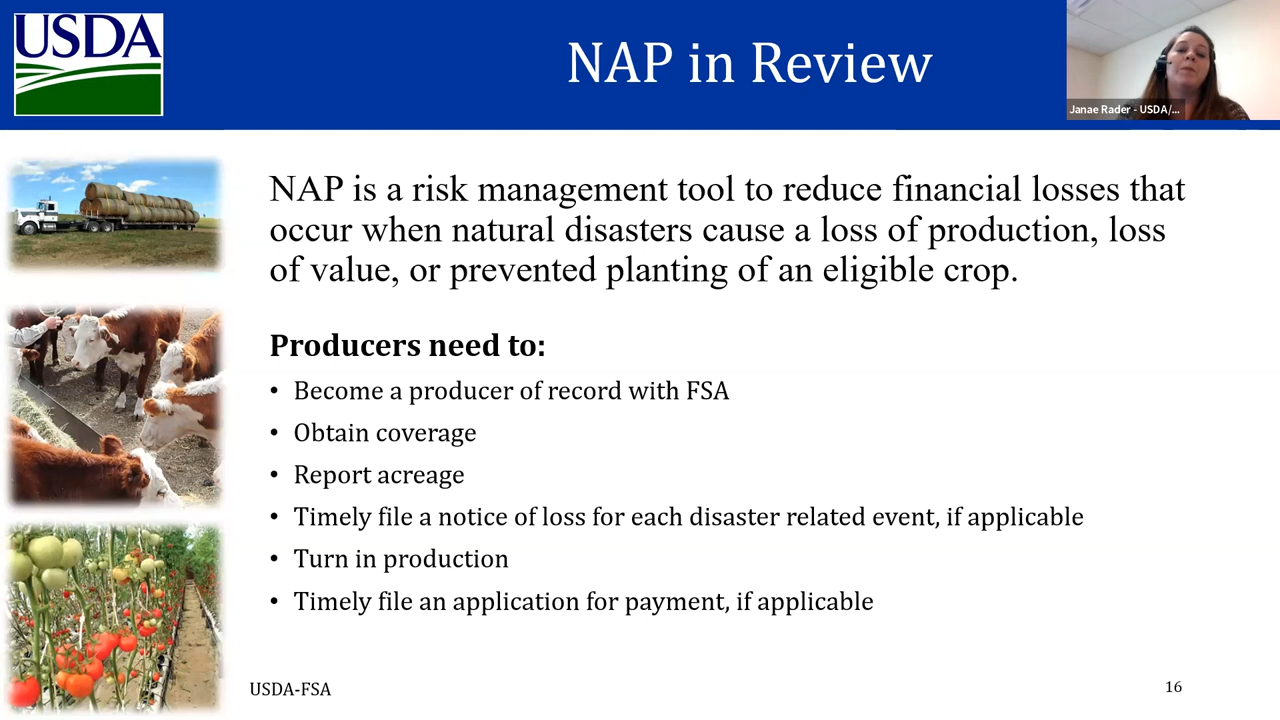 USDA
NAP in Review
Janae Rader - USDA/...
NAP is a risk management tool to reduce financial losses that
occur when natural disasters cause a loss of production, loss
of value, or prevented planting of an eligible crop.
Producers need to:
• Become a producer of record with FSA
• Obtain coverage
• Report acreage
• Timely file a notice of loss for each disaster related event, if applicable
• Turn in production
• Timely file an application for payment, if applicable
USDA-FSA
16